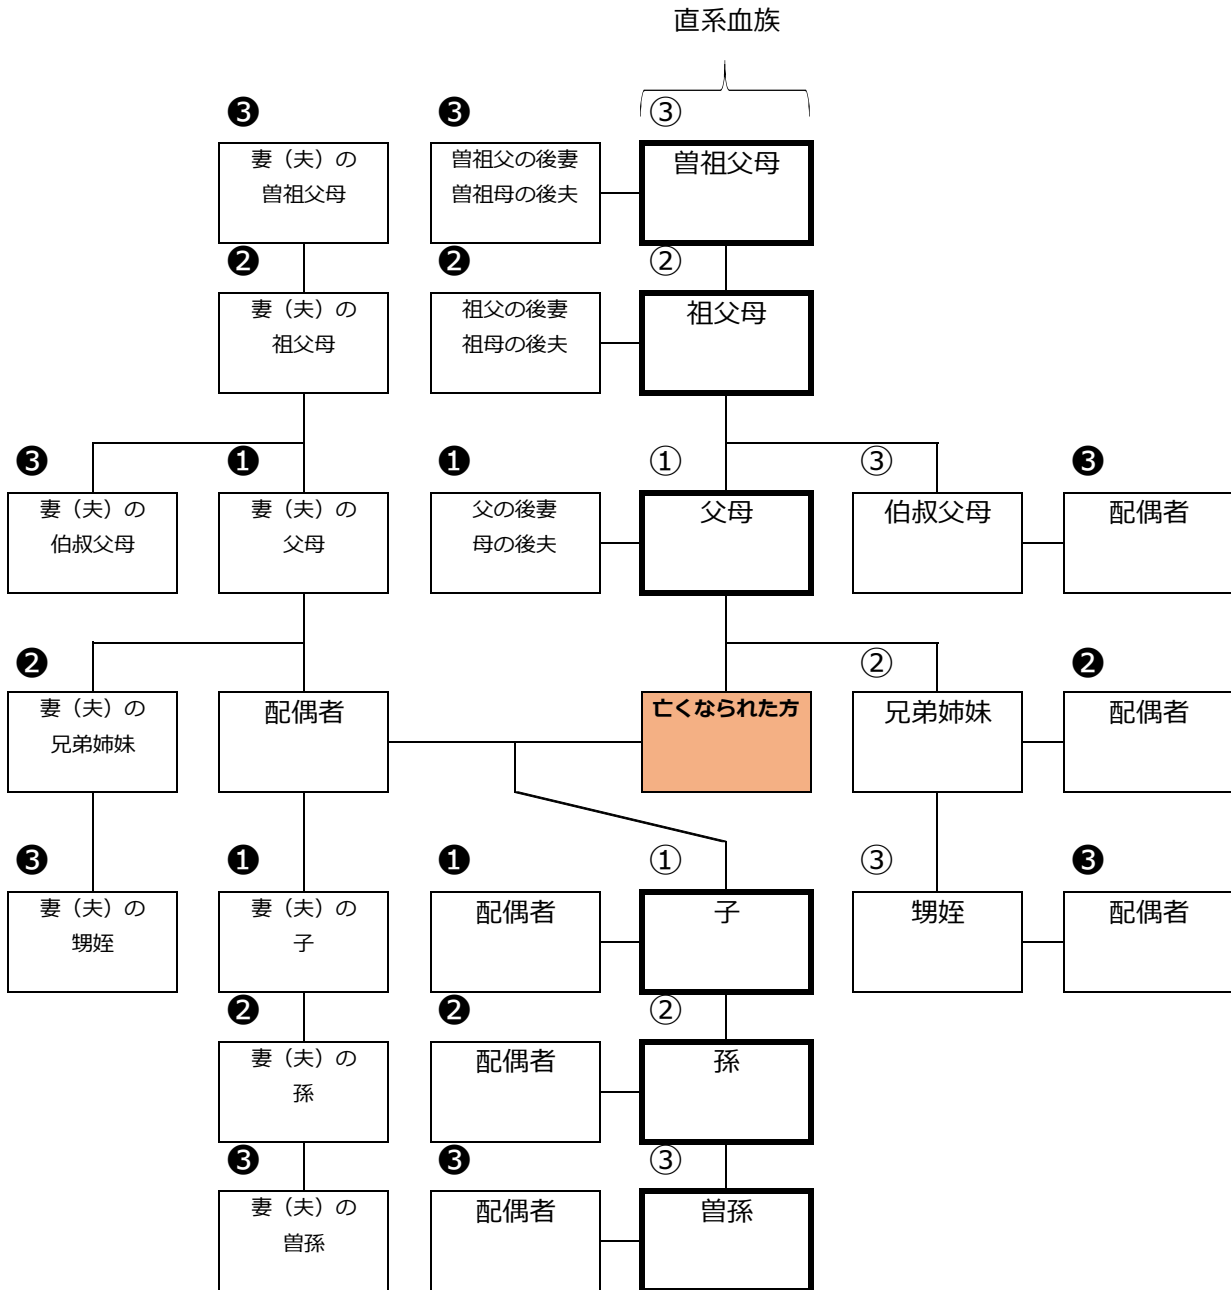 直系血族
❸ ❸ ③
妻（夫）の 曽祖父の後妻 曽祖父母
曽祖父母 曽祖母の後夫
❷ ❷ ②
妻（夫）の 祖父の後妻 祖父母
祖父母 祖母の後夫
❸ ❶ ❶ ① ③ ❸
妻（夫）の 妻（夫）の 父の後妻 父母 伯叔父母 配偶者
伯叔父母 父母 母の後夫
❷ ② ❷
妻（夫）の 配偶者 亡くなられた方 兄弟姉妹 配偶者
兄弟姉妹
❸ ❶ ❶ ① ③ ❸
妻（夫）の 妻（夫）の 配偶者 子 甥姪 配偶者
甥姪 子
❷ ❷ ②
妻（夫）の 配偶者 孫
孫
❸ ❸ ③
妻（夫）の 配偶者 曽孫
曽孫